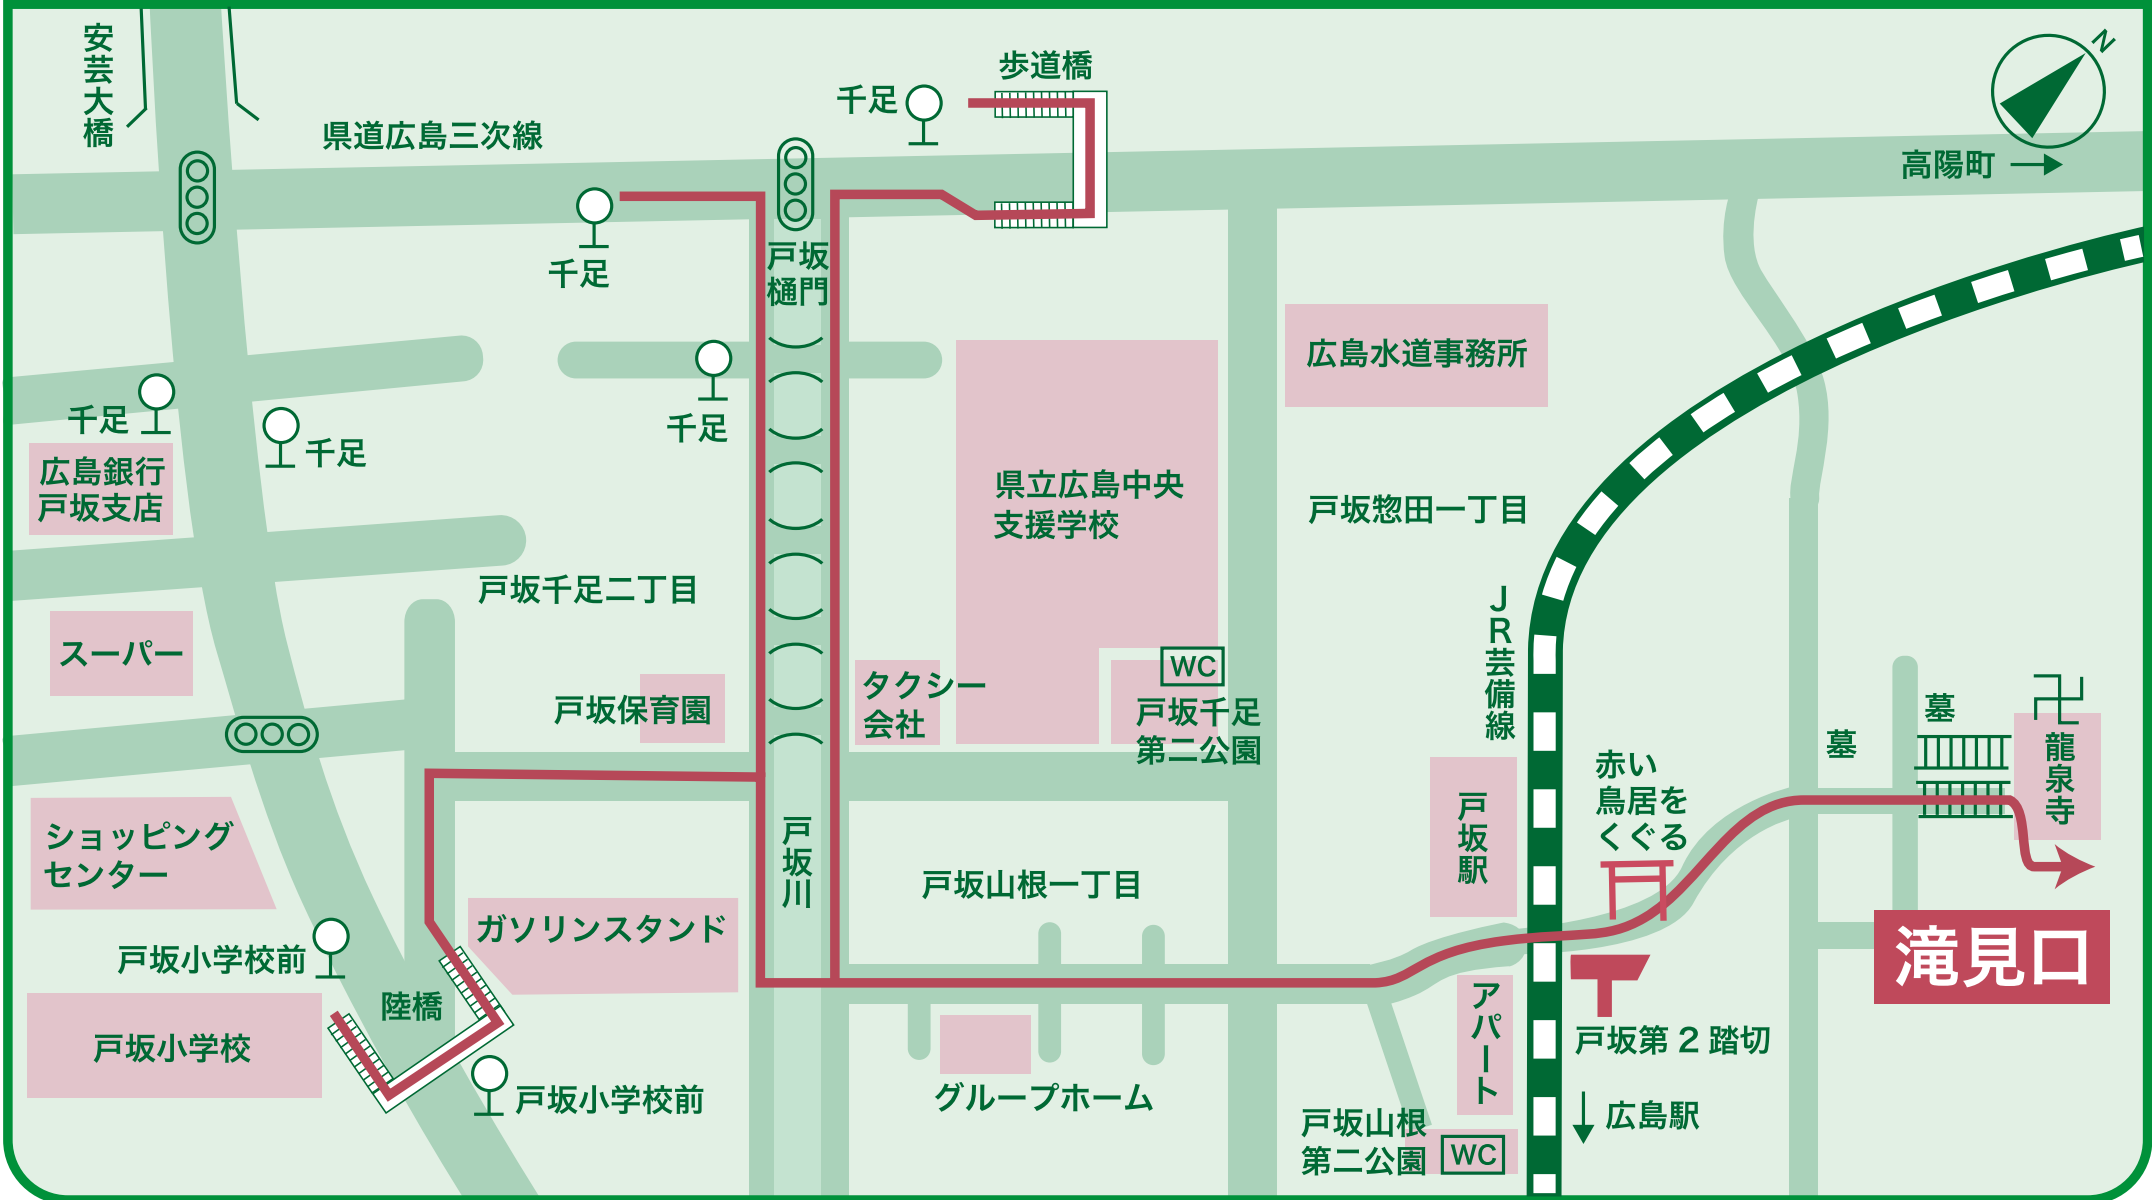 安芸大橋
県道広島三次線
千足
歩道橋
N
高陽町
千足
戸坂
樋門
千足
千足
千足
広島銀行
戸坂支店
広島水道事務所
県立広島中央
支援学校
戸坂惣田一丁目
戸坂千足二丁目
スーパー
戸坂保育園
タクシー
会社
WC
戸坂千足
第二公園
JR芸備線
墓
墓
龍泉寺
赤い
鳥居を
くぐる
戸坂駅
ショッピング
センター
戸坂川
戸坂山根一丁目
ガソリンスタンド
滝見口
戸坂小学校前
陸橋
戸坂小学校
戸坂小学校前
グループホーム
アパート
戸坂第2踏切
広島駅
戸坂山根
第二公園
WC